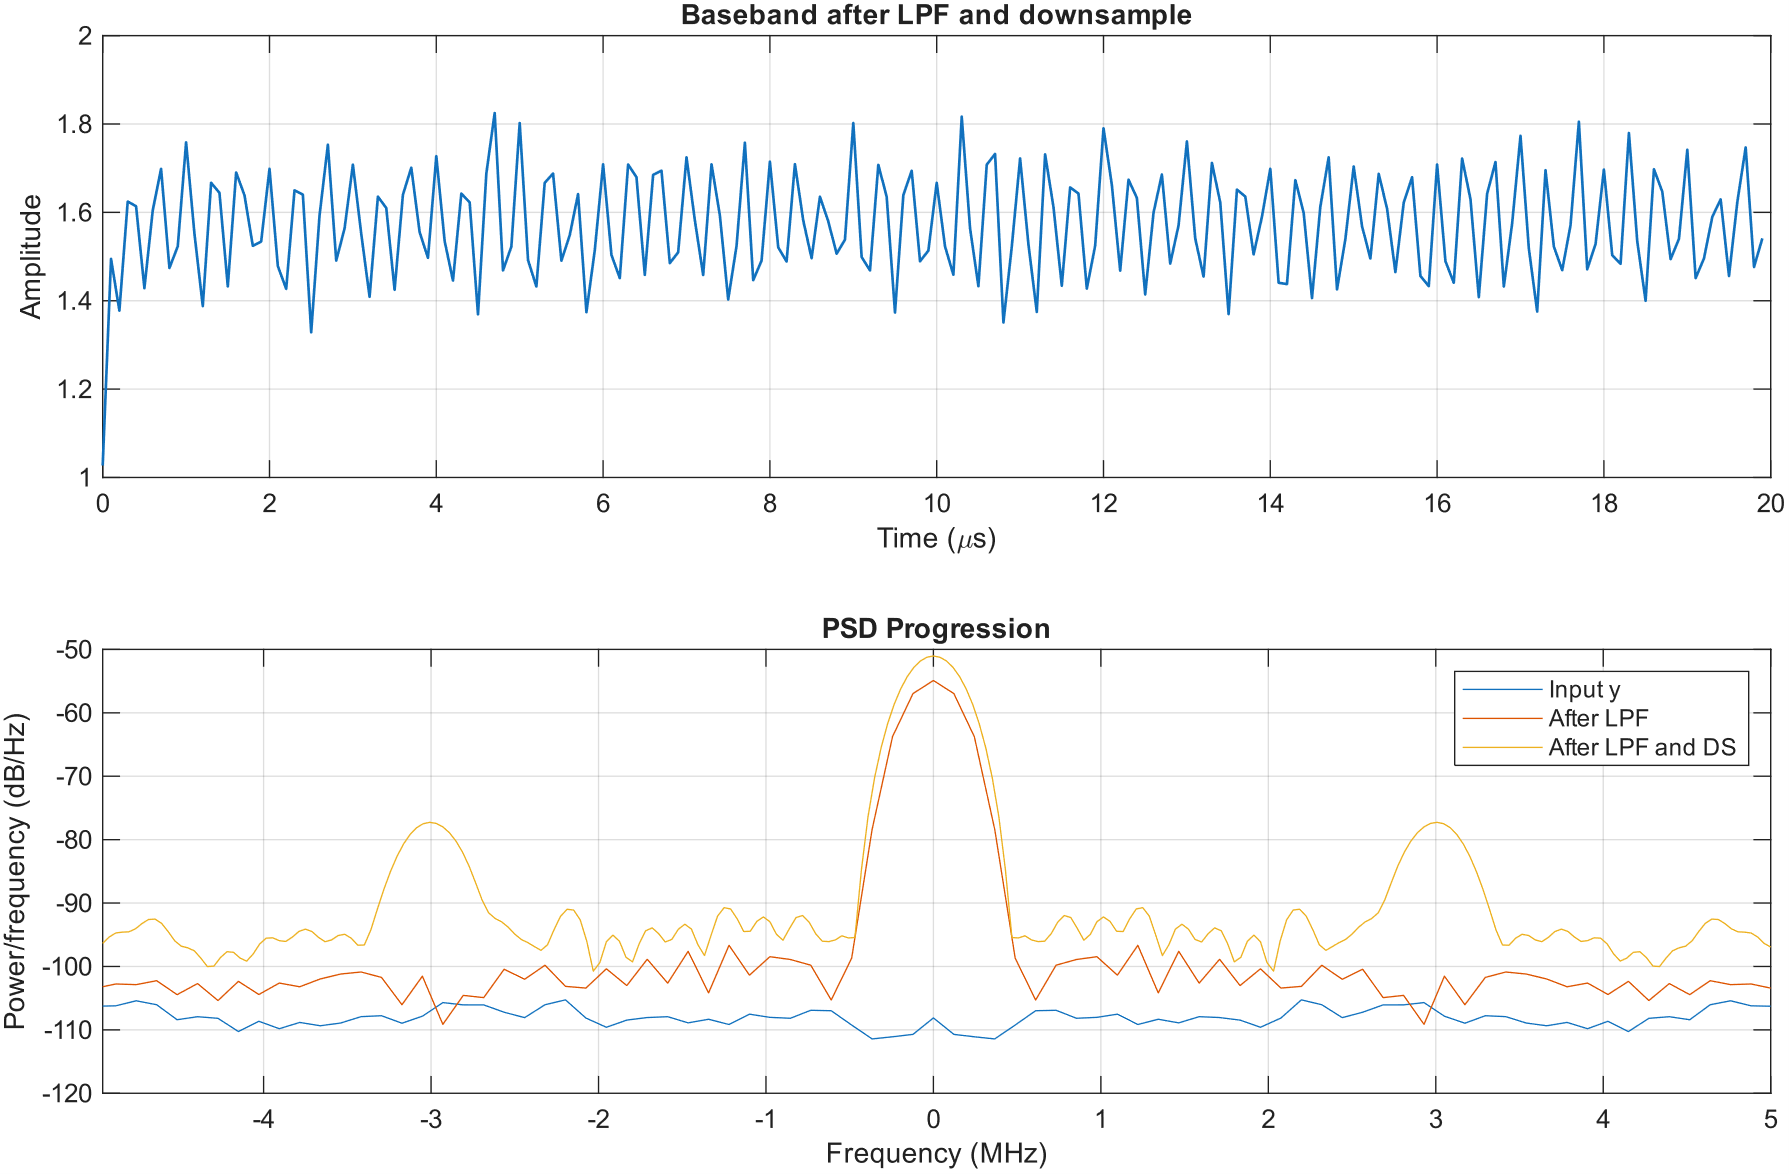 Baseband after LPF and downsample
2
1.8
1.6
1.4
1.2
1
Amplitude
0 2 4 6 8 10 12 14 16 18 20
Time (μs)
PSD Progression
-50
-60
-70
-80
-90
-100
-110
-120
Power/frequency (dB/Hz)
Input y
After LPF
After LPF and DS
-4 -3 -2 -1 0 1 2 3 4 5
Frequency (MHz)